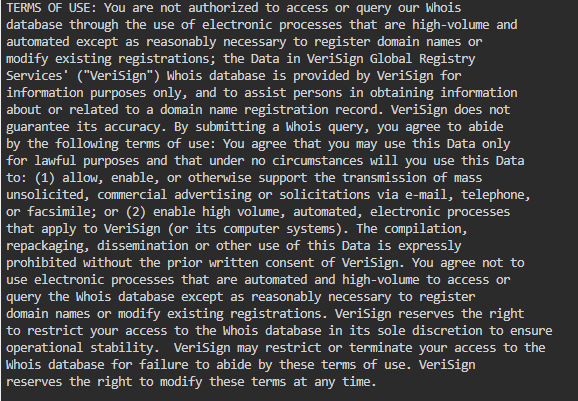 TERMS OF USE: You are not authorized to access or query our Whois
database through the use of electronic processes that are high-volume and
automated except as reasonably necessary to register domain names or
modify existing registrations; the Data in VeriSign Global Registry
Services' ("VeriSign") Whois database is provided by VeriSign for
information purposes only, and to assist persons in obtaining information
about or related to a domain name registration record. VeriSign does not
guarantee its accuracy. By submitting a Whois query, you agree to abide
by the following terms of use: You agree that you may use this Data only
for lawful purposes and that under no circumstances will you use this Data
to: (1) allow, enable, or otherwise support the transmission of mass
unsolicited, commercial advertising or solicitations via e-mail, telephone,
or facsimile; or (2) enable high volume, automated, electronic processes
that apply to VeriSign (or its computer systems). The compilation,
repackaging, dissemination or other use of this Data is expressly
prohibited without the prior written consent of VeriSign. You agree not to
use electronic processes that are automated and high-volume to access or
query the Whois database except as reasonably necessary to register
domain names or modify existing registrations. VeriSign reserves the right
to restrict your access to the Whois database in its sole discretion to ensure
operational stability.  VeriSign may restrict or terminate your access to the
Whois database for failure to abide by these terms of use. VeriSign
reserves the right to modify these terms at any time.